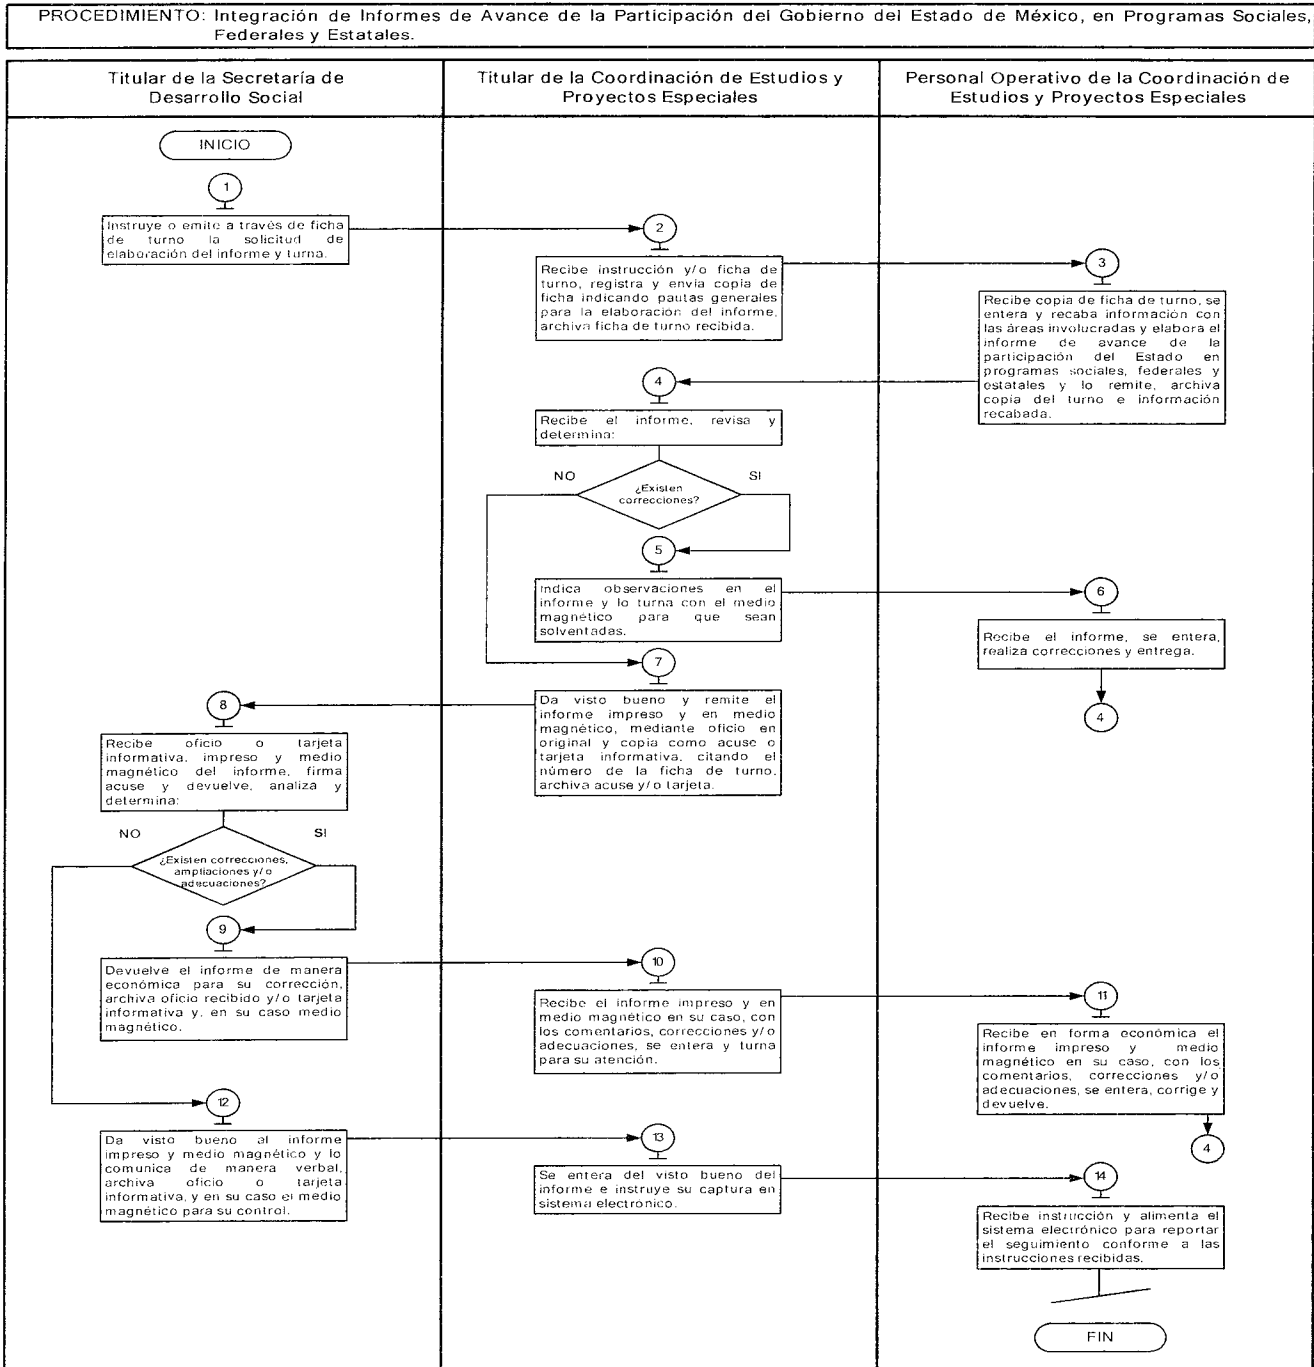 PROCEDIMIENTO: Integración de Informes de Avance de la Participación del Gobierno del Estado de México, en Programas Sociales,
Federales y Estatales.
Titular de la Secretaría de
Desarrollo Social
Titular de la Coordinación de Estudios y
Proyectos Especiales
Personal Operativo de la Coordinación de
Estudios y Proyectos Especiales
INICIO
1
Instruye o emite a través de ficha
de turno la solicitud de
elaboración del informe y turna.
2
Recibe instrucción y/o ficha de
turno, registra y envía copia de
ficha indicando pautas generales
para la elaboración del informe,
archiva ficha de turno recibida.
3
Recibe copia de ficha de turno, se
entera y recaba información con
las áreas involucradas y elabora el
informe de avance de la
participación del Estado en
programas sociales, federales y
estatales y lo remite, archiva
copia del turno e información
recabada.
4
Recibe el informe, revisa y
determina:
NO
SI
¿Existen
correcciones?
5
Indica observaciones en el
informe y lo turna con el medio
magnético para que sean
solventadas.
6
Recibe el informe, se entera,
realiza correcciones y entrega.
4
7
Da visto bueno y remite el
informe impreso y en medio
magnético, mediante oficio en
original y copia como acuse o
tarjeta informativa, citando el
número de la ficha de turno,
archiva acuse y/o tarjeta.
8
Recibe oficio o tarjeta
informativa, impreso y medio
magnético del informe, firma
acuse y devuelve, analiza y
determina:
NO
SI
¿Existen correcciones,
ampliaciones y/o
adecuaciones?
9
Devuelve el informe de manera
económica para su corrección,
archiva oficio recibido y/o tarjeta
informativa y, en su caso medio
magnético.
10
Recibe el informe impreso y en
medio magnético en su caso, con
los comentarios, correcciones y/o
adecuaciones, se entera y turna
para su atención.
11
Recibe en forma económica el
informe impreso y medio
magnético en su caso, con los
comentarios, correcciones y/o
adecuaciones, se entera, corrige y
devuelve.
4
12
Da visto bueno al informe
impreso y medio magnético y lo
comunica de manera verbal,
archiva oficio o tarjeta
informativa, y en su caso el medio
magnético para su control.
13
Se entera del visto bueno del
informe e instruye su captura en
sistema electrónico.
14
Recibe instrucción y alimenta el
sistema electrónico para reportar
el seguimiento conforme a las
instrucciones recibidas.
FIN